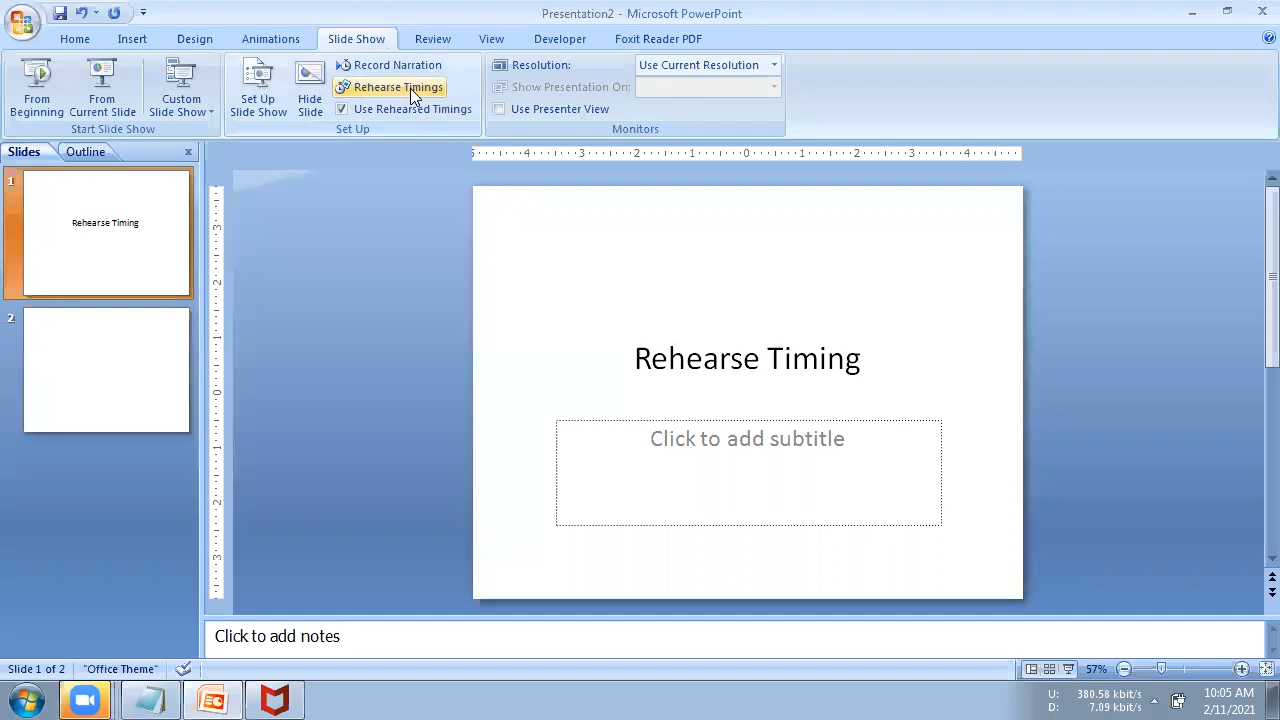 Presentation2 - Microsoft PowerPoint
Home Insert Design Animations Slide Show Review View Developer Foxit Reader PDF
From Beginning
From Current Slide
Custom Slide Show
Start Slide Show
Set Up Slide Show
Hide Slide
Record Narration
Rehearse Timings
Use Rehearsed Timings
Set Up
Resolution: Use Current Resolution
Show Presentation On:
Use Presenter View
Monitors
Slides Outline
1
Rehearse Timing
2
Rehearse Timing
Click to add subtitle
Click to add notes
Slide 1 of 2 "Office Theme" 57%
U: 380.58 kbit/s
D: 7.09 kbit/s
10:05 AM
2/11/2021